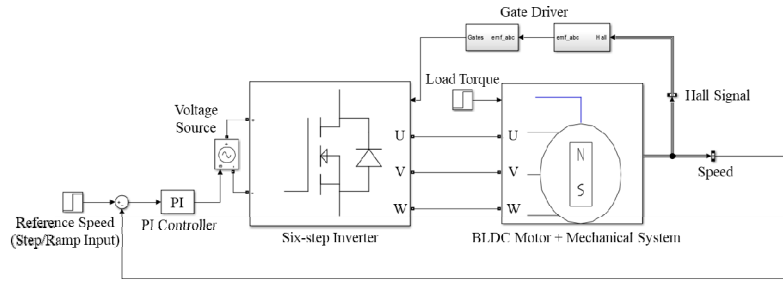 Gate Driver
Gates emf_abc
emf_abc Hall
Load Torque
Hall Signal
Voltage
Source
U
V
W
U
V
W
N
S
Speed
PI
Reference Speed
(Step/Ramp Input)
PI Controller
Six-step Inverter
BLDC Motor + Mechanical System